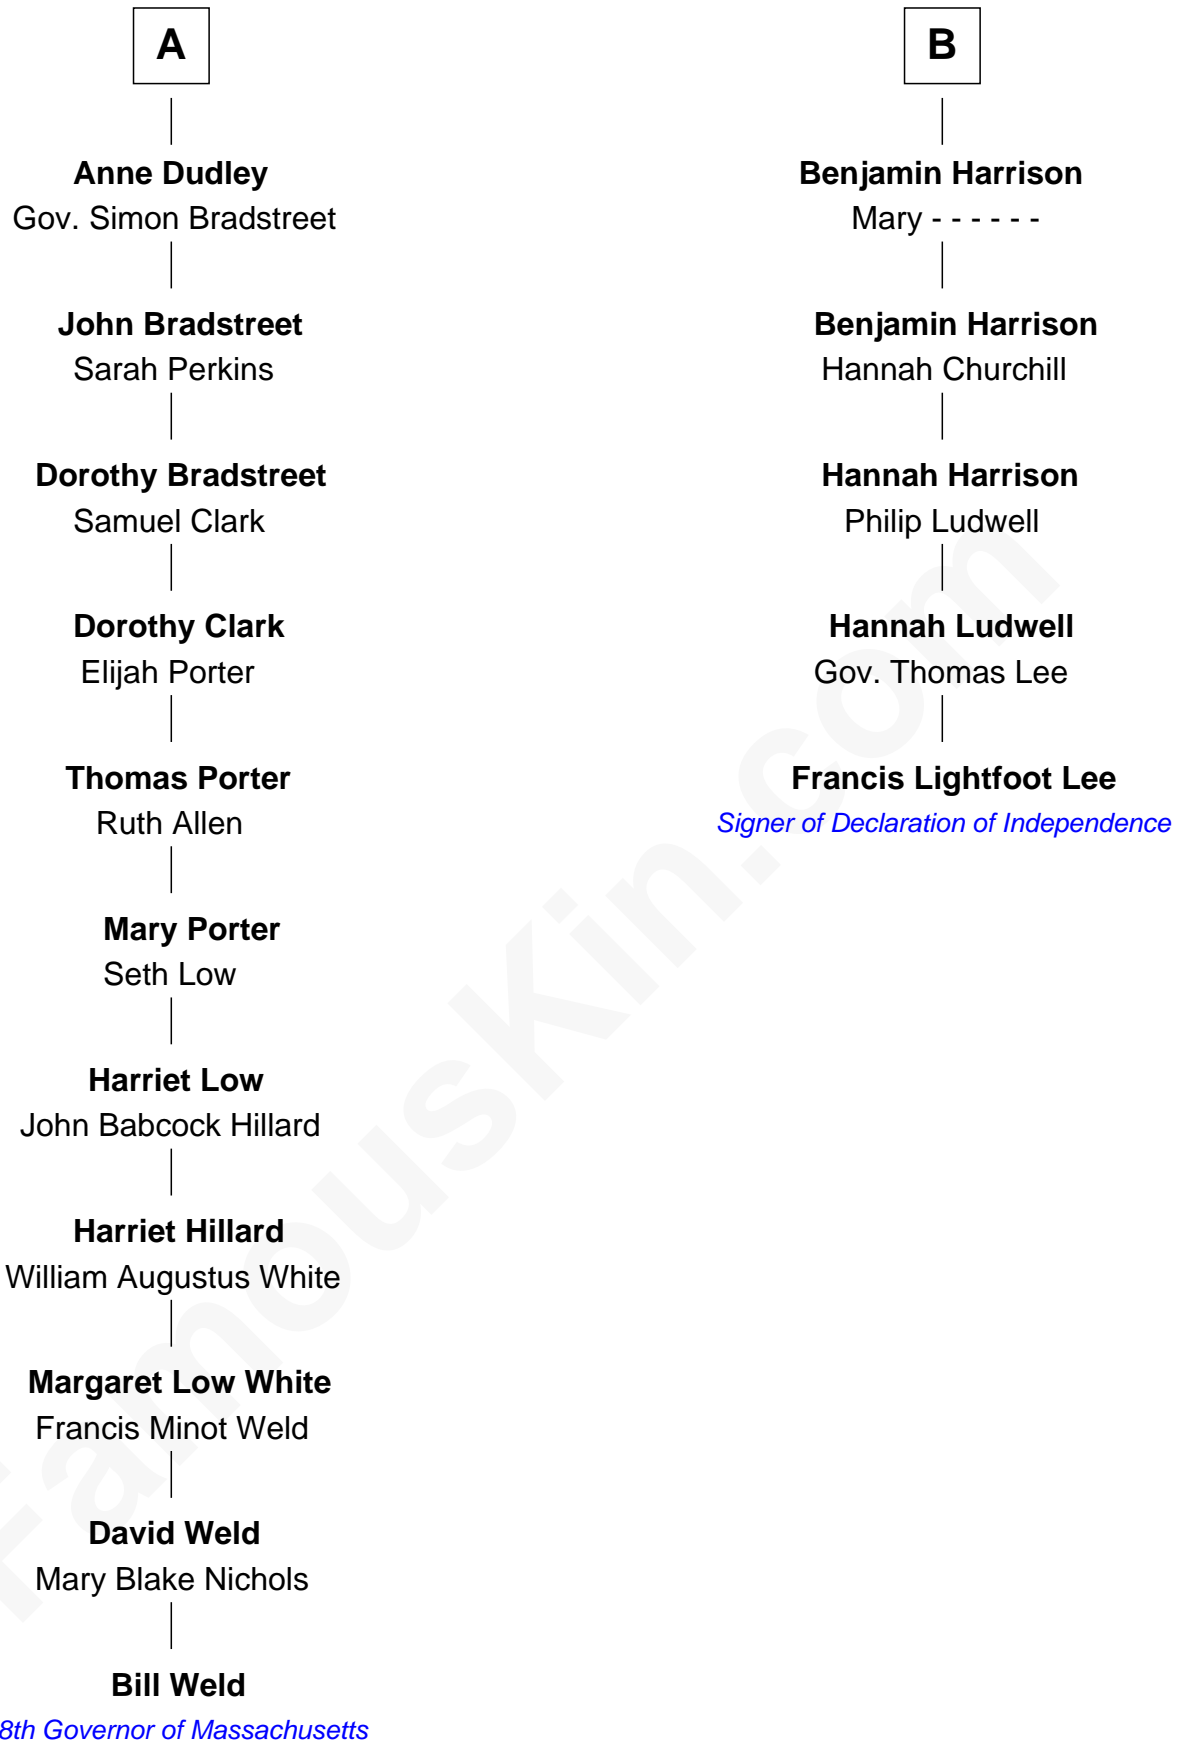 A
Anne Dudley
Gov. Simon Bradstreet
John Bradstreet
Sarah Perkins
Dorothy Bradstreet
Samuel Clark
Dorothy Clark
Elijah Porter
Thomas Porter
Ruth Allen
Mary Porter
Seth Low
Harriet Low
John Babcock Hillard
Harriet Hillard
William Augustus White
Margaret Low White
Francis Minot Weld
David Weld
Mary Blake Nichols
Bill Weld
8th Governor of Massachusetts
B
Benjamin Harrison
Mary - - - - - -
Benjamin Harrison
Hannah Churchill
Hannah Harrison
Philip Ludwell
Hannah Ludwell
Gov. Thomas Lee
Francis Lightfoot Lee
Signer of Declaration of Independence
FamousKin.com